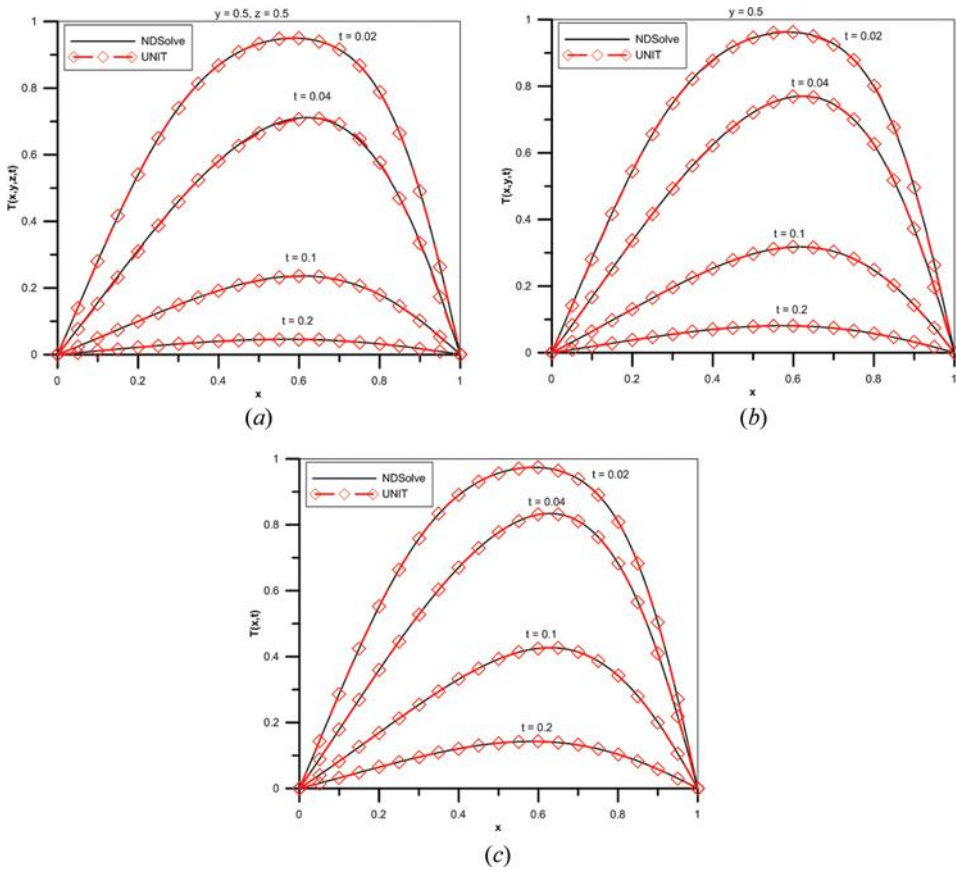 y = 0.5, z = 0.5
NDSolve
UNIT
t = 0.02
t = 0.04
t = 0.1
t = 0.2
T(x,y,z,t)
1
0.8
0.6
0.4
0.2
0
0 0.2 0.4 0.6 0.8 1
x
(a)
y = 0.5
NDSolve
UNIT
t = 0.02
t = 0.04
t = 0.1
t = 0.2
T(x,y,t)
1
0.8
0.6
0.4
0.2
0
0 0.2 0.4 0.6 0.8 1
x
(b)
NDSolve
UNIT
t = 0.02
t = 0.04
t = 0.1
t = 0.2
T(x,t)
1
0.8
0.6
0.4
0.2
0
0 0.2 0.4 0.6 0.8 1
x
(c)